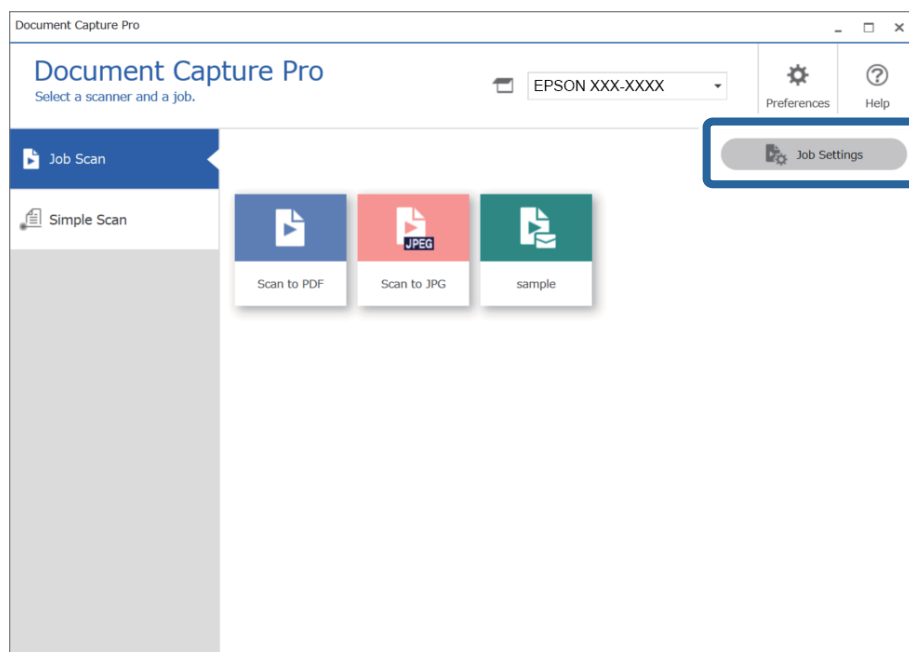 Document Capture Pro
Document Capture Pro
Select a scanner and a job.
EPSON XXX-XXXX
Preferences
Help
Job Scan
Job Settings
Simple Scan
JPEG
Scan to PDF
Scan to JPG
sample